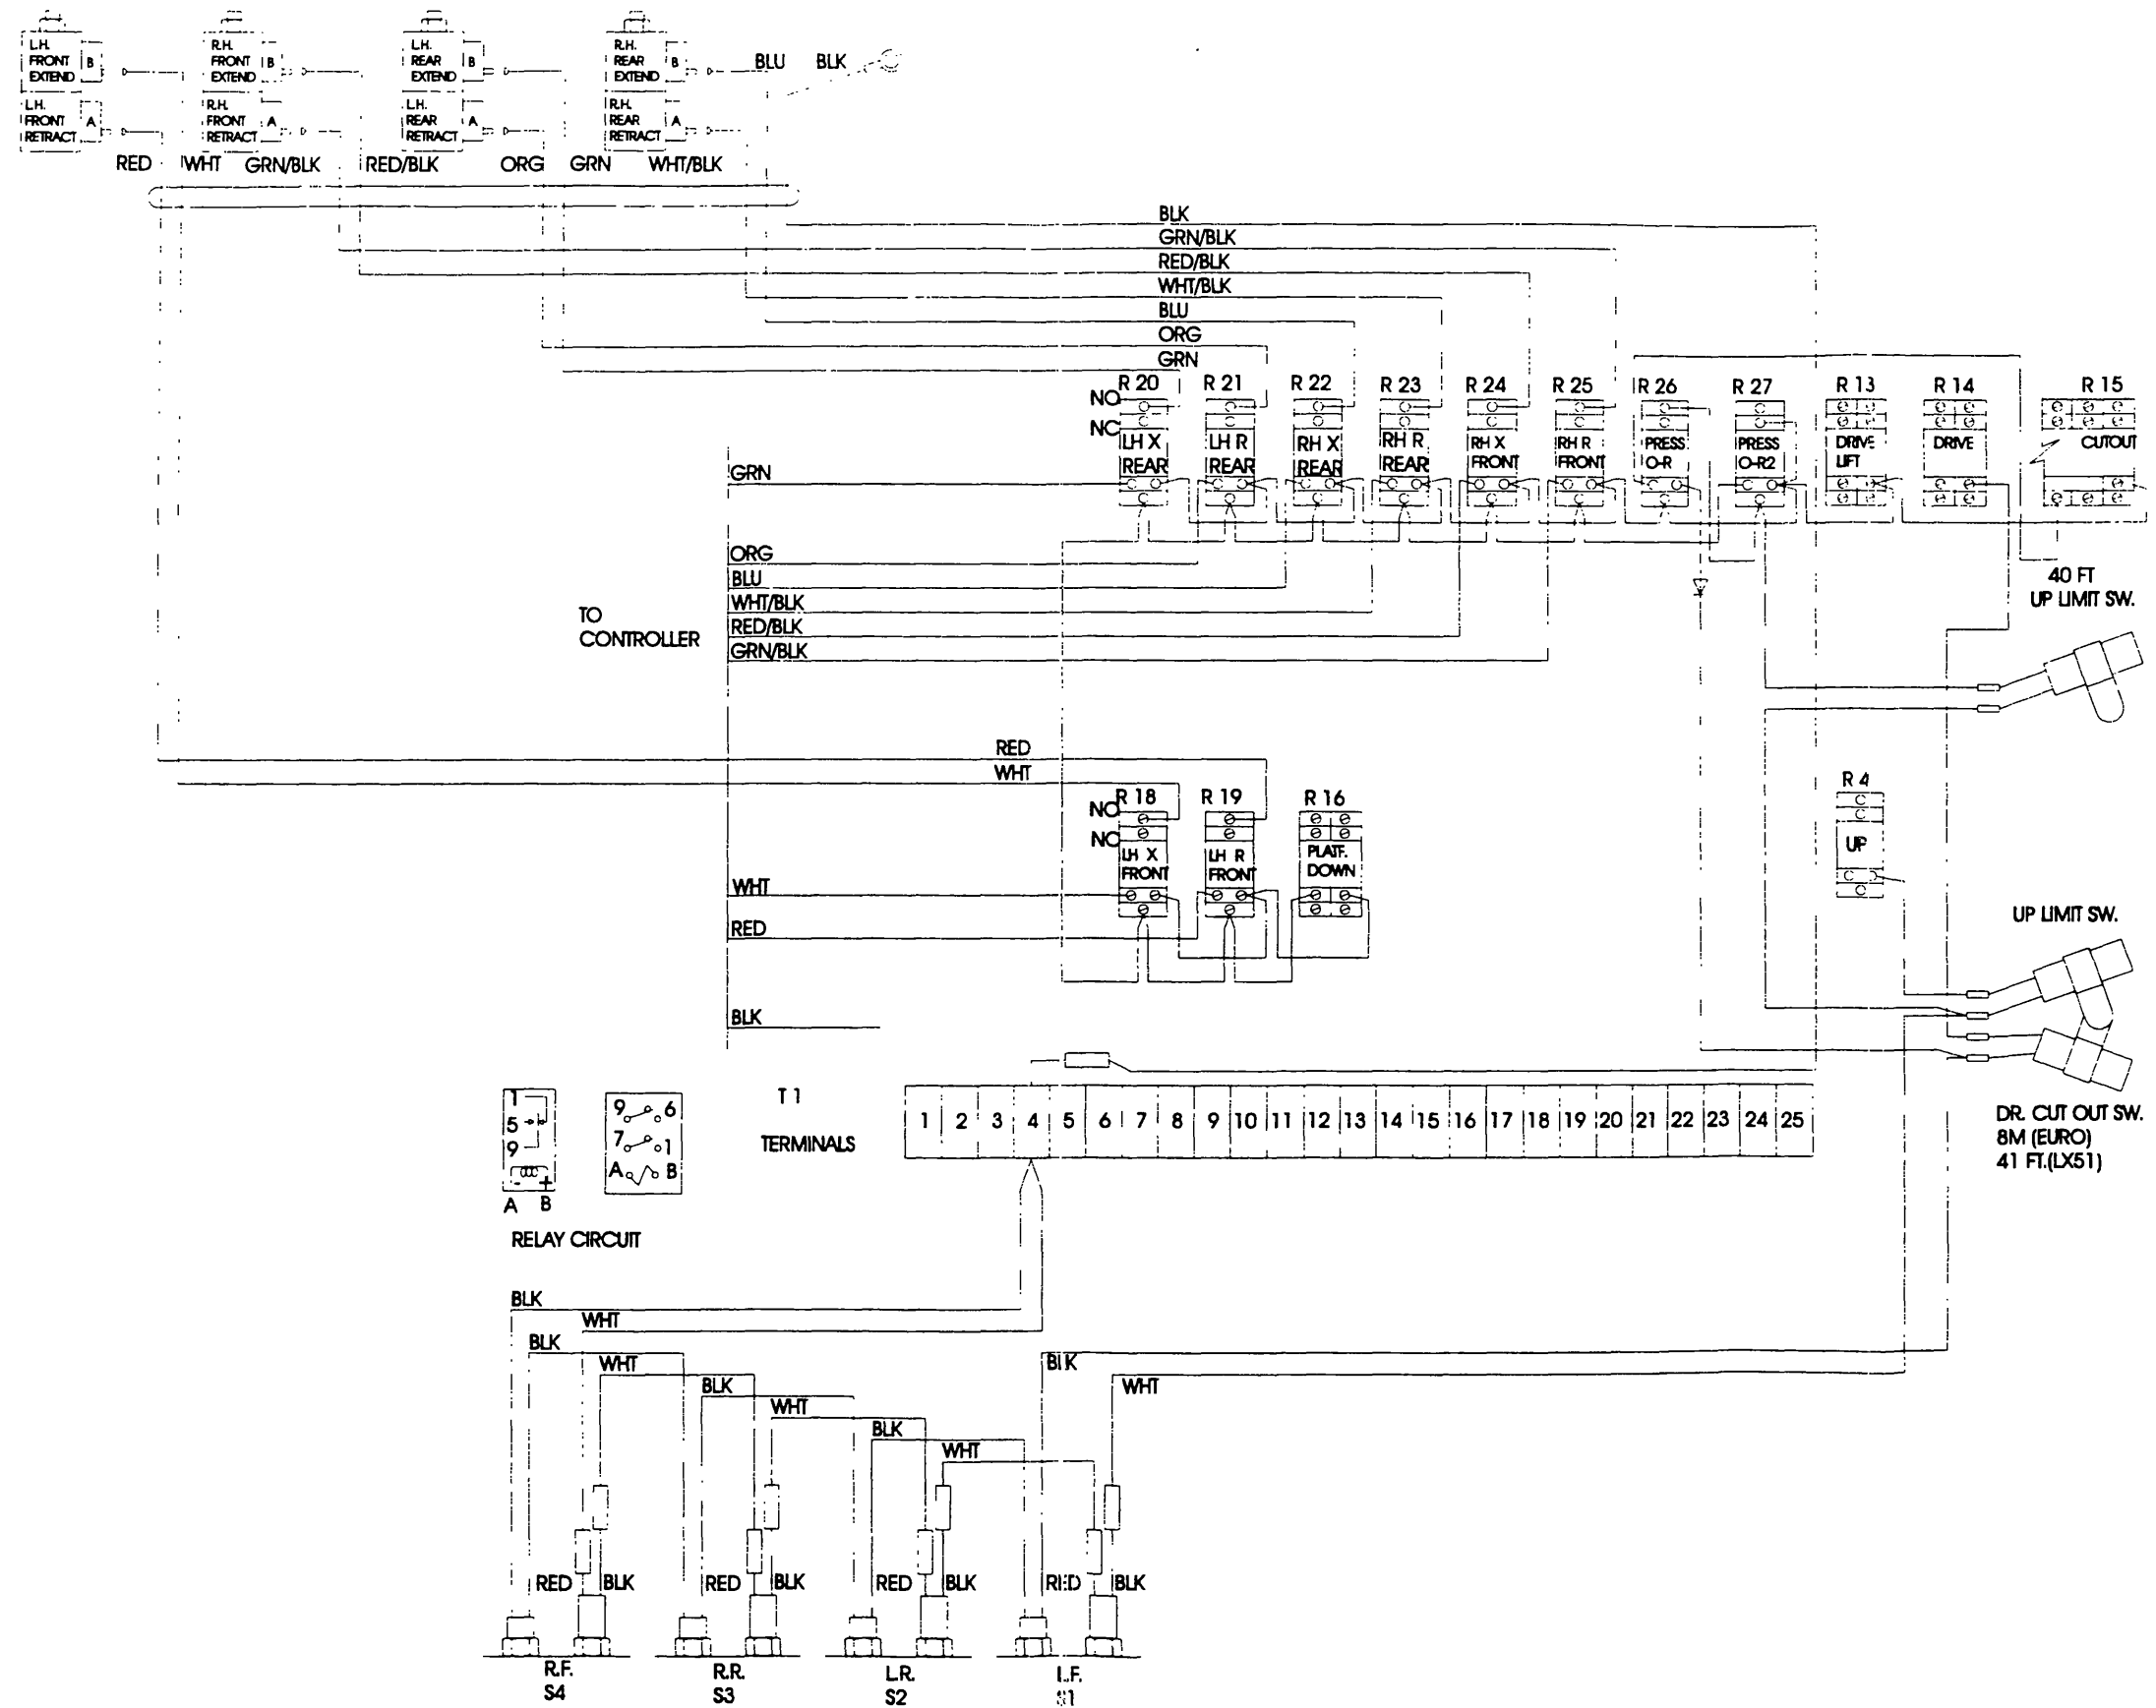 L.H.
FRONT
EXTEND
B
L.H.
FRONT
RETRACT
A
R.H.
FRONT
EXTEND
B
R.H.
FRONT
RETRACT
A
L.H.
REAR
EXTEND
B
L.H.
REAR
RETRACT
A
R.H.
REAR
EXTEND
B
R.H.
REAR
RETRACT
A
BLU BLK
RED WHT GRN/BLK RED/BLK ORG GRN WHT/BLK
BLK
GRN/BLK
RED/BLK
WHT/BLK
BLU
ORG
GRN
R 20 R 21 R 22 R 23 R 24 R 25 R 26 R 27 R 13 R 14 R 15
NO
NC
LH X
REAR
LH R
REAR
RH X
REAR
RH R
REAR
RH X
FRONT
RH R
FRONT
PRESS
O-R
PRESS
O-R2
DRIVE
LIFT
DRIVE
CUTOUT
GRN
ORG
BLU
WHT/BLK
RED/BLK
GRN/BLK
TO
CONTROLLER
40 FT
UP LIMIT SW.
RED
WHT
R 18 R 19 R 16
NO
NC
LH X
FRONT
LH R
FRONT
PLATF.
DOWN
R 4
UP
WHT
RED
BLK
UP LIMIT SW.
DR. CUT OUT SW.
8M (EURO)
41 FT.(LX51)
T 1
TERMINALS
1 2 3 4 5 6 7 8 9 10 11 12 13 14 15 16 17 18 19 20 21 22 23 24 25
1
5
9
- +
A B
9 6
7 1
A B
RELAY CIRCUIT
BLK
WHT
BLK
WHT
BLK
WHT
BLK
WHT
BLK
WHT
RED BLK RED BLK RED BLK RED BLK
R.F.
S4
R.R.
S3
L.R.
S2
L.F.
S1